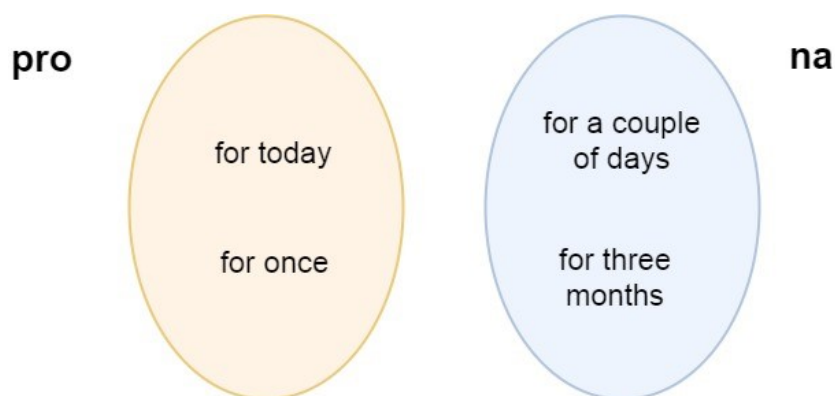 pro
for today
for once
for a couple
of days
for three
months
na